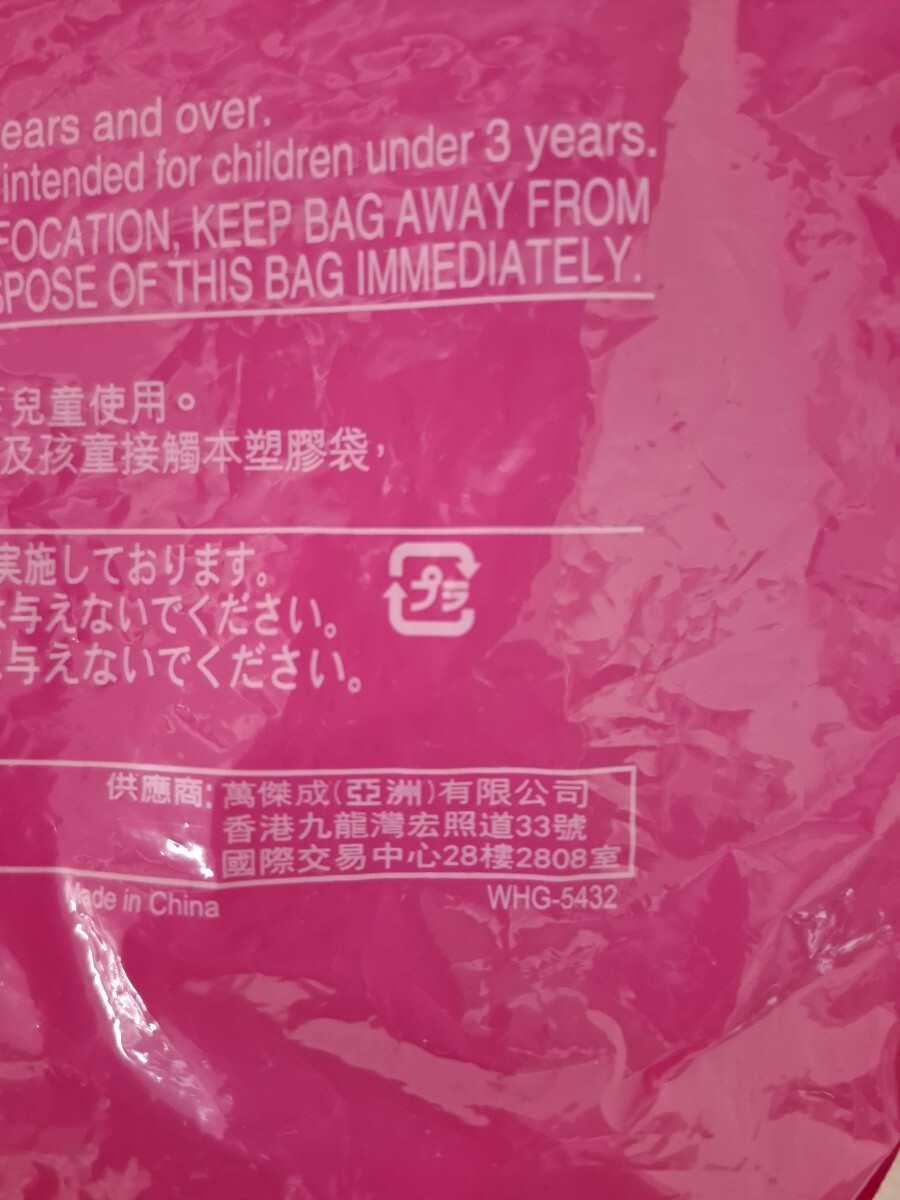 ears and over.
intended for children under 3 years.
FOCATION, KEEP BAG AWAY FROM
SPOSE OF THIS BAG IMMEDIATELY.
下兒童使用。
及孩童接觸本塑膠袋,
実施しております。
与えないでください。
に与えないでください。
プラ
供應商: 萬傑成(亞洲)有限公司
香港九龍灣宏照道33號
國際交易中心28樓2808室
Made in China
WHG-5432